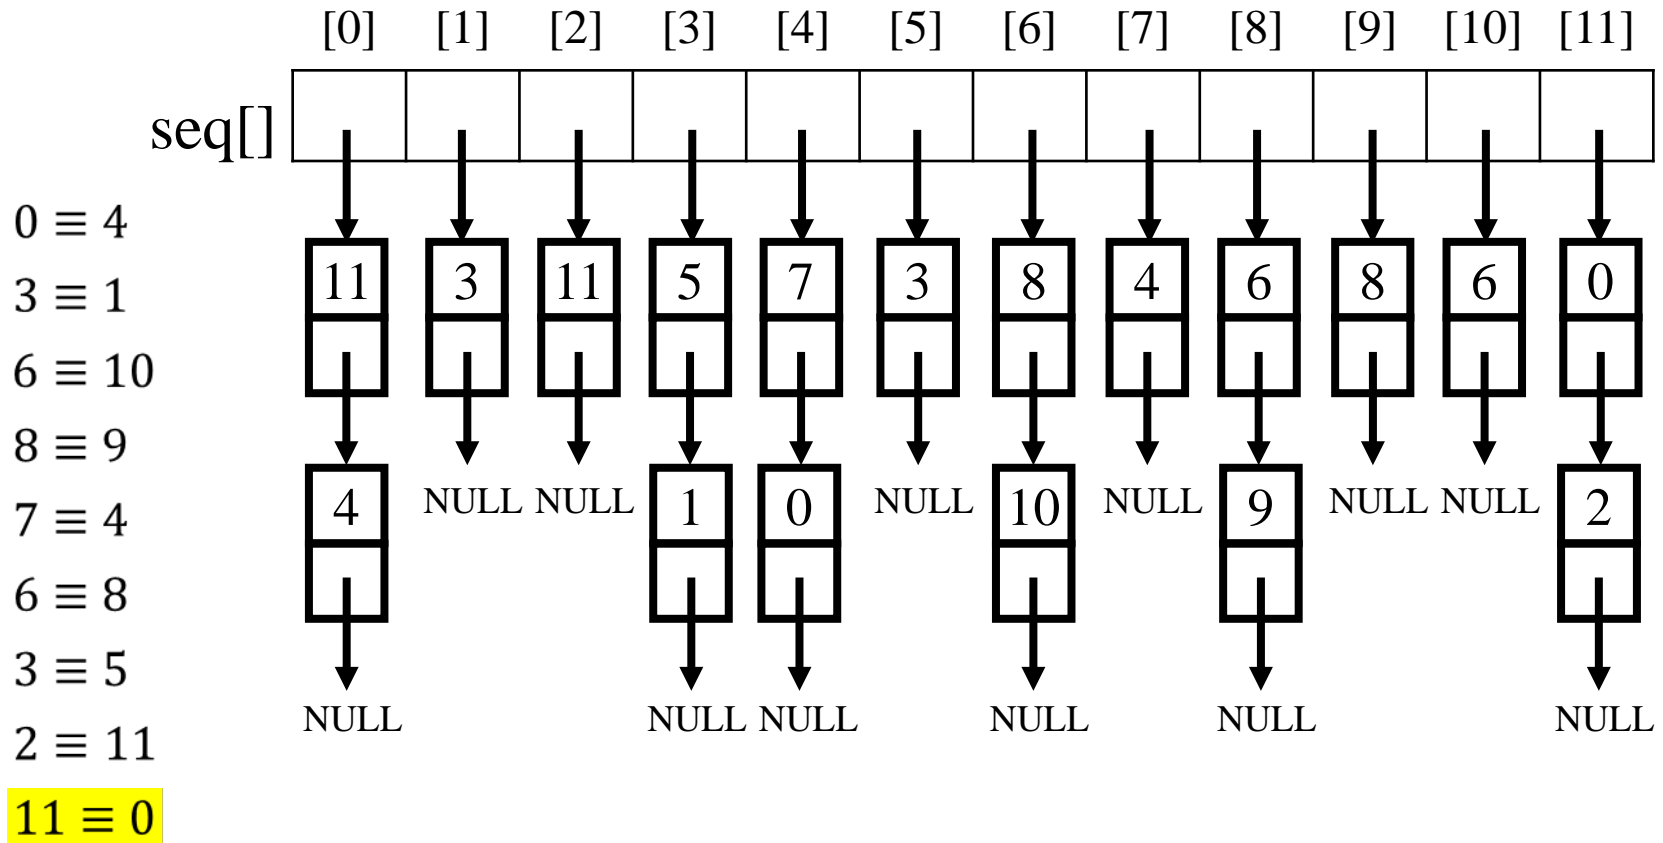 [0] [1] [2] [3] [4] [5] [6] [7] [8] [9] [10] [11]
seq[]
0 ≡ 4
3 ≡ 1
6 ≡ 10
8 ≡ 9
7 ≡ 4
6 ≡ 8
3 ≡ 5
2 ≡ 11
11 ≡ 0
11 3 11 5 7 3 8 4 6 8 6 0
4 NULL NULL 1 0 NULL 10 NULL 9 NULL NULL 2
NULL NULL NULL NULL NULL NULL